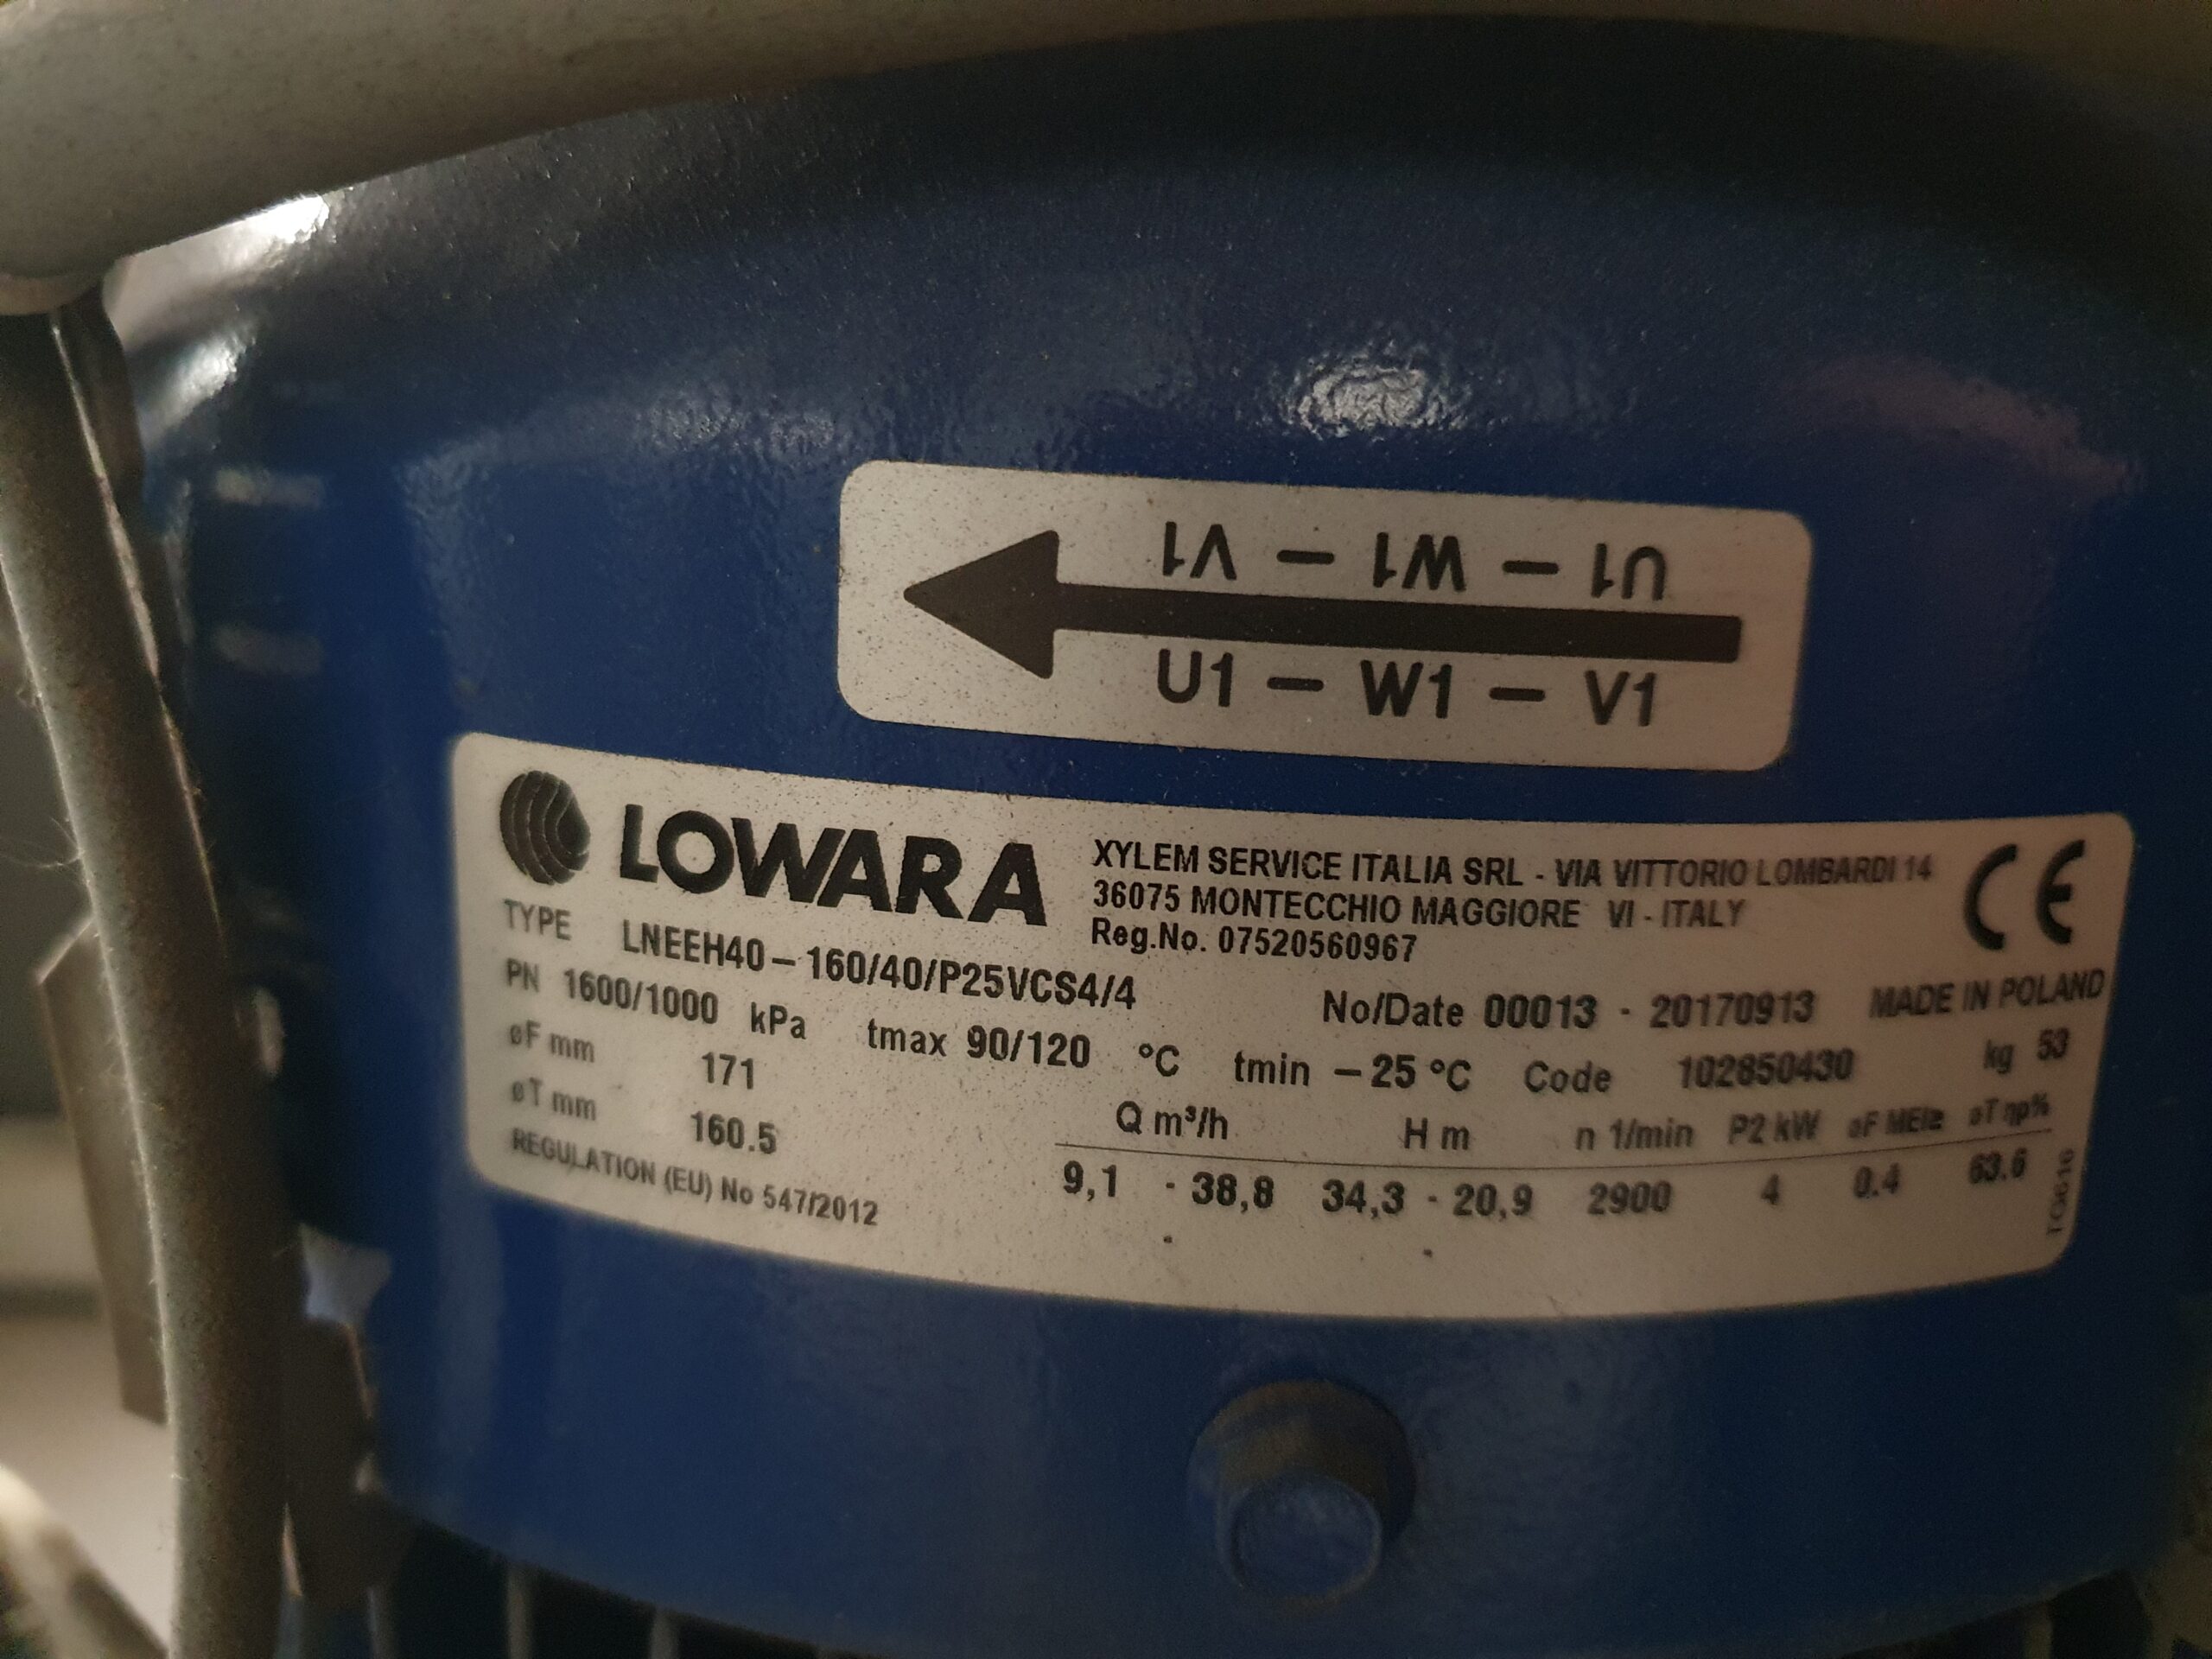 U1 – W1 – V1
U1 – W1 – V1
LOWARA
XYLEM SERVICE ITALIA SRL - VIA VITTORIO LOMBARDI 14
36075 MONTECCHIO MAGGIORE VI - ITALY
Reg.No. 07520560967
CE
TYPE LNEEH40–160/40/P25VCS4/4
No/Date 00013 - 20170913 MADE IN POLAND
PN 1600/1000 kPa tmax 90/120 °C tmin –25 °C Code 102850430 kg 53
øF mm 171
øT mm 160.5
REGULATION (EU) No 547/2012
Q m³/h H m n 1/min P2 kW øF MEI≥ øT ηp%
9,1 - 38,8 34,3 - 20,9 2900 4 0.4 63.6